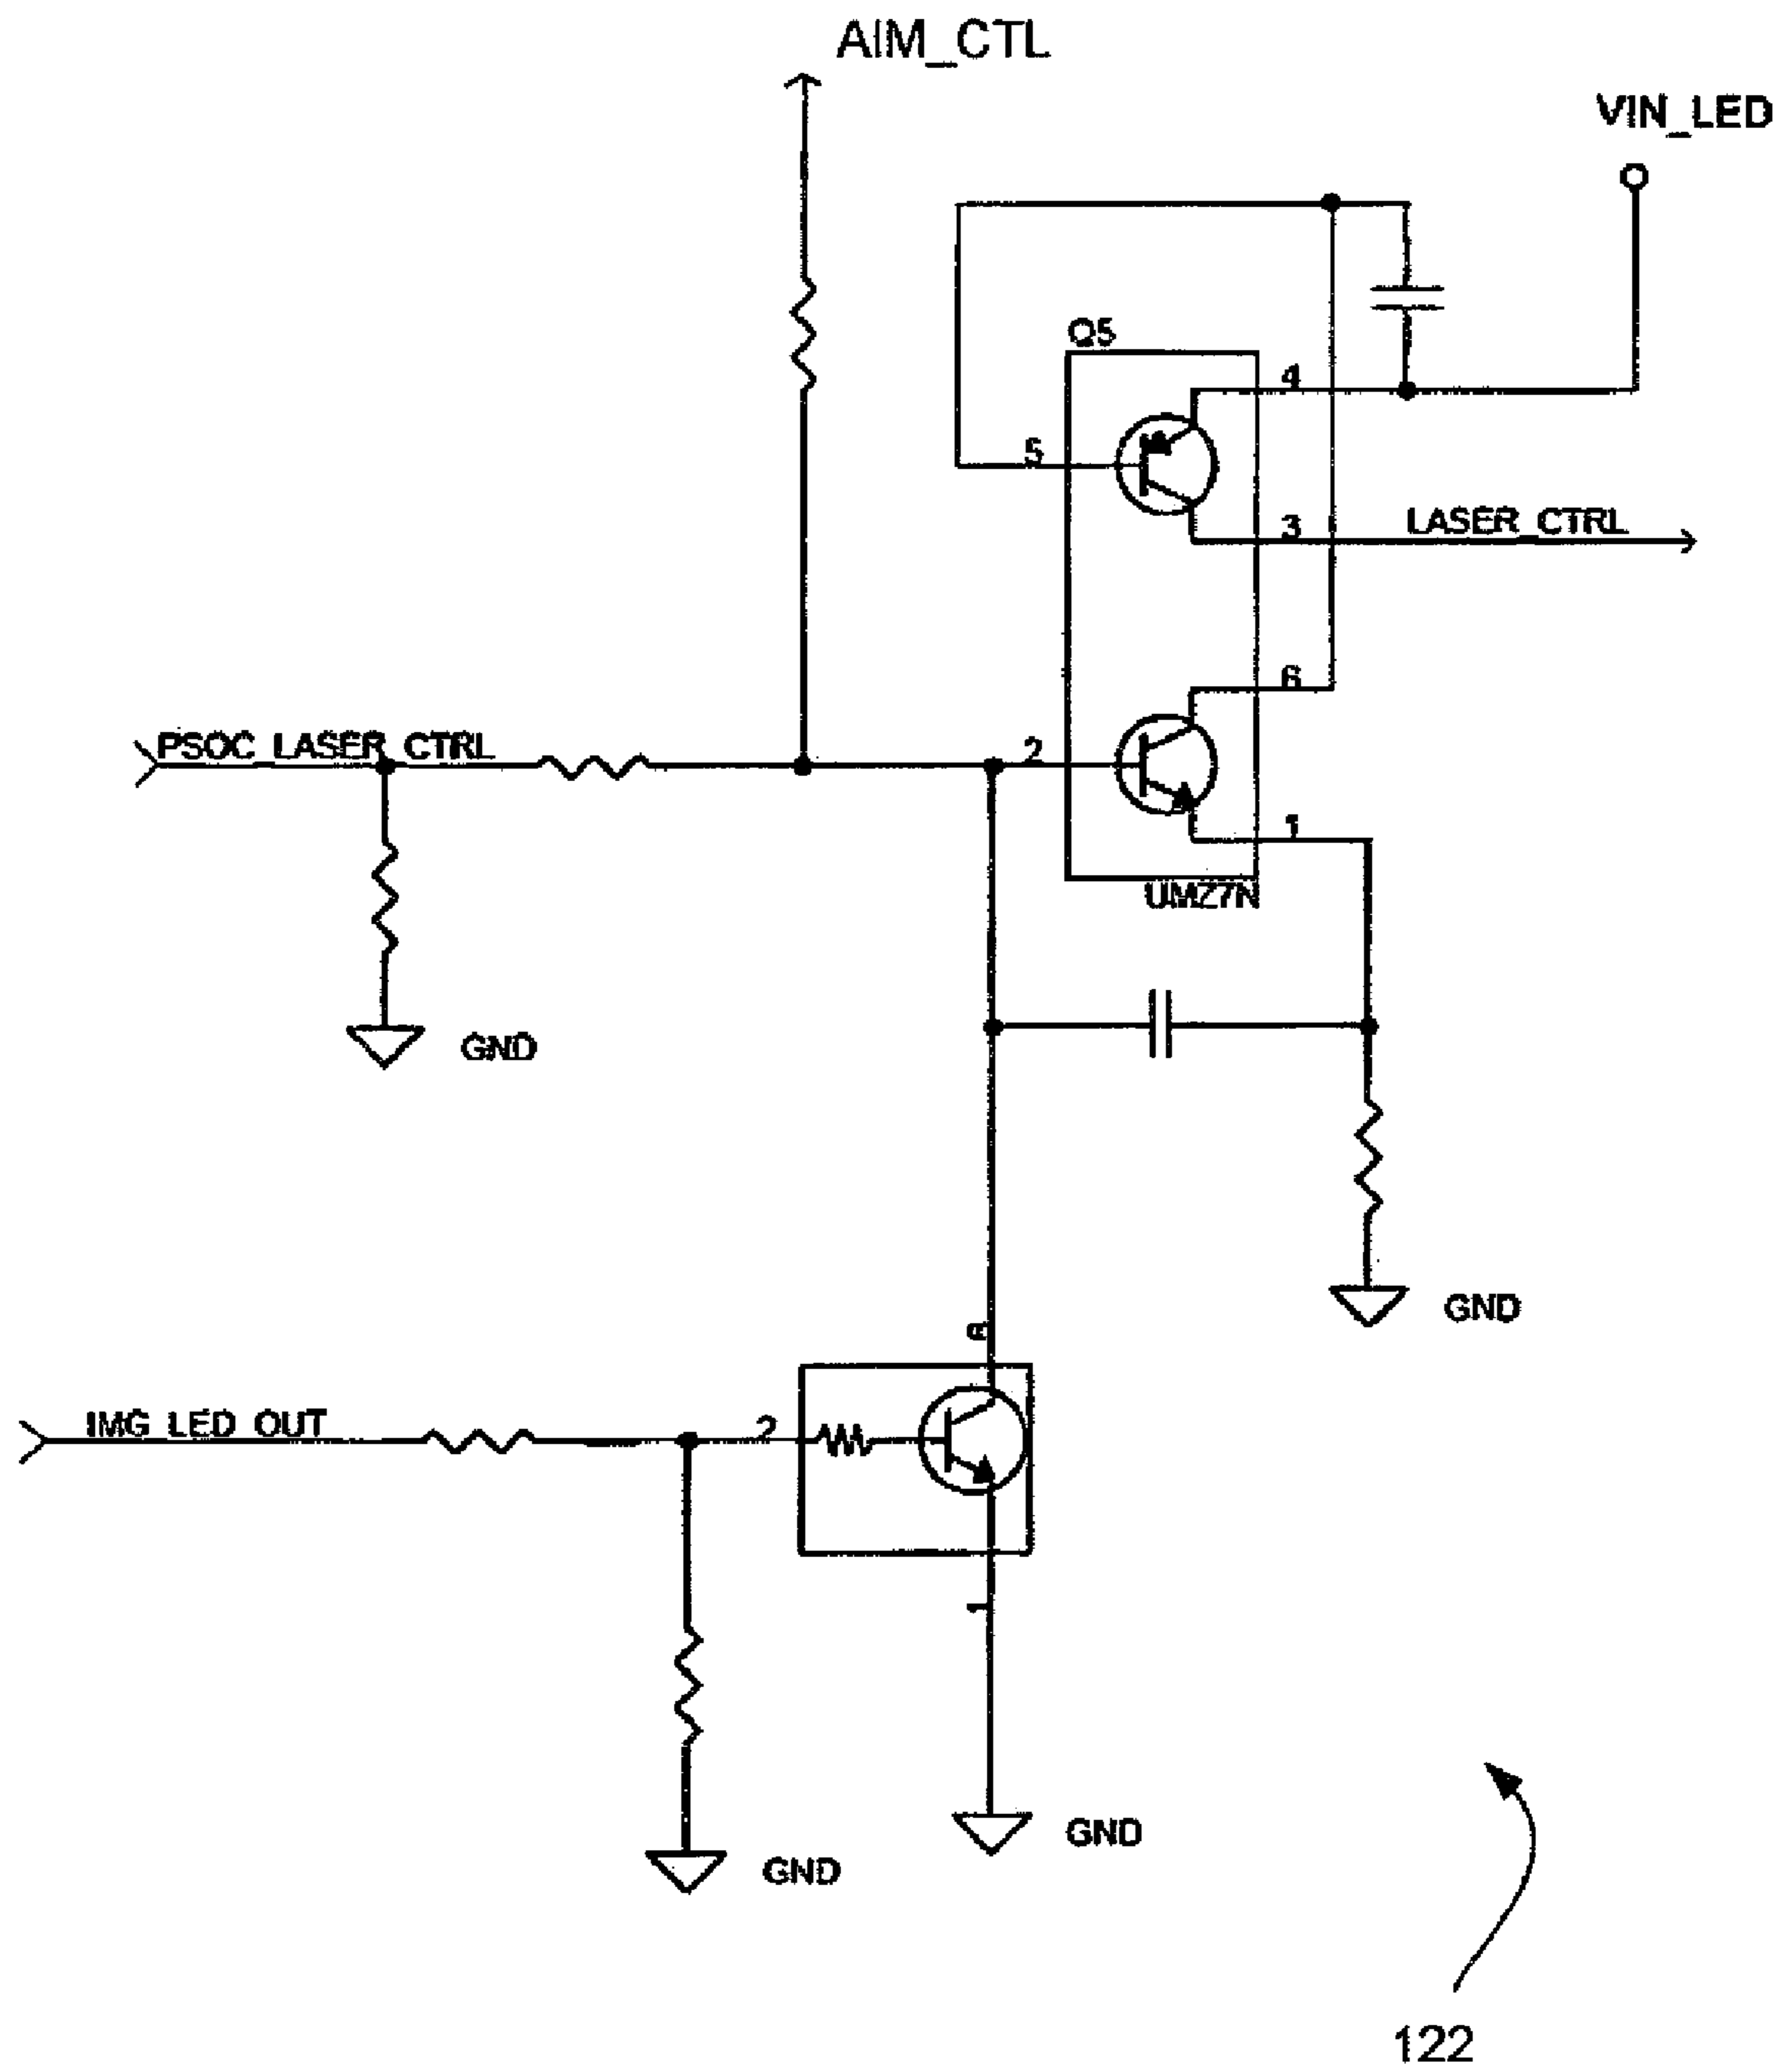 AIM_CTL
VIN_LED
Q5
4
5
3
LASER_CTRL
6
PSOC_LASER_CTRL
2
1
UMZ7N
GND
GND
6
IMG_LED_OUT
2
1
GND
GND
122